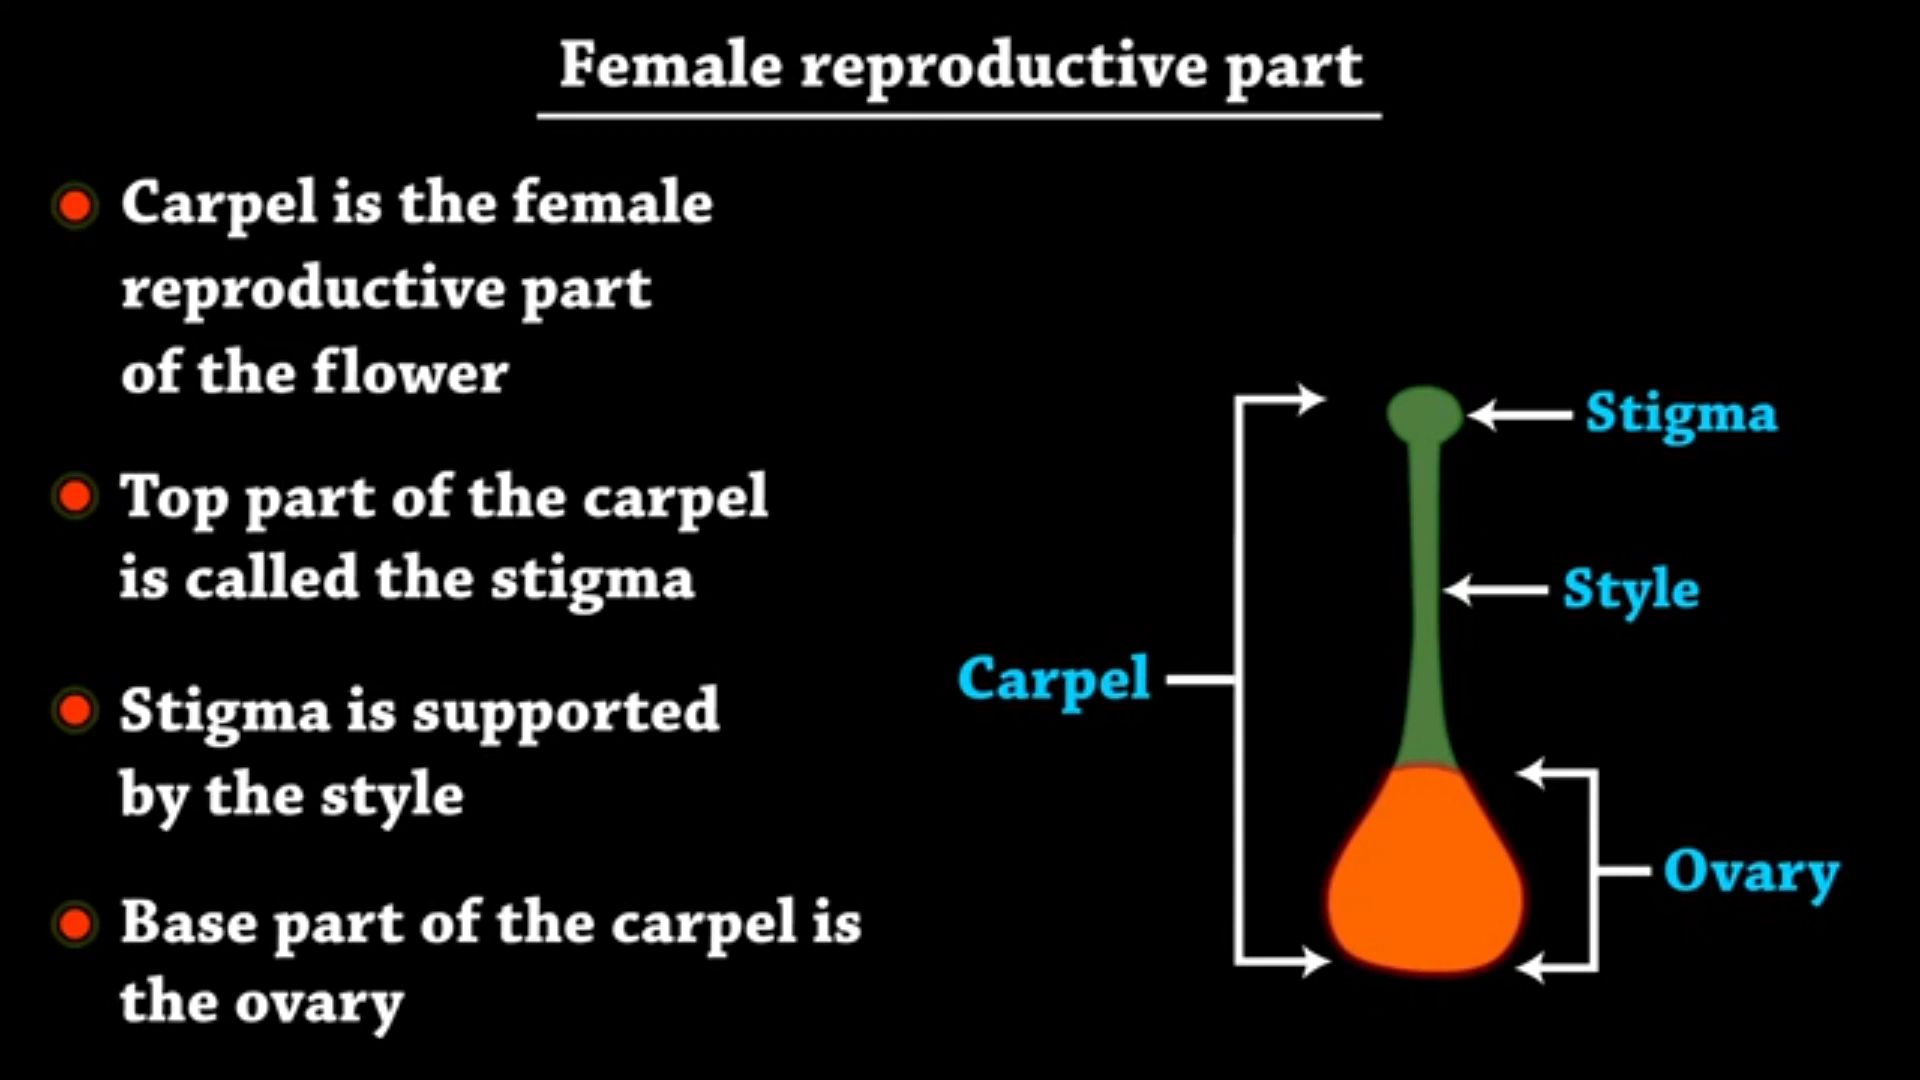 Female reproductive part
Carpel is the female
reproductive part
of the flower
Top part of the carpel
is called the stigma
Stigma is supported
by the style
Base part of the carpel is
the ovary
Stigma
Style
Carpel
Ovary